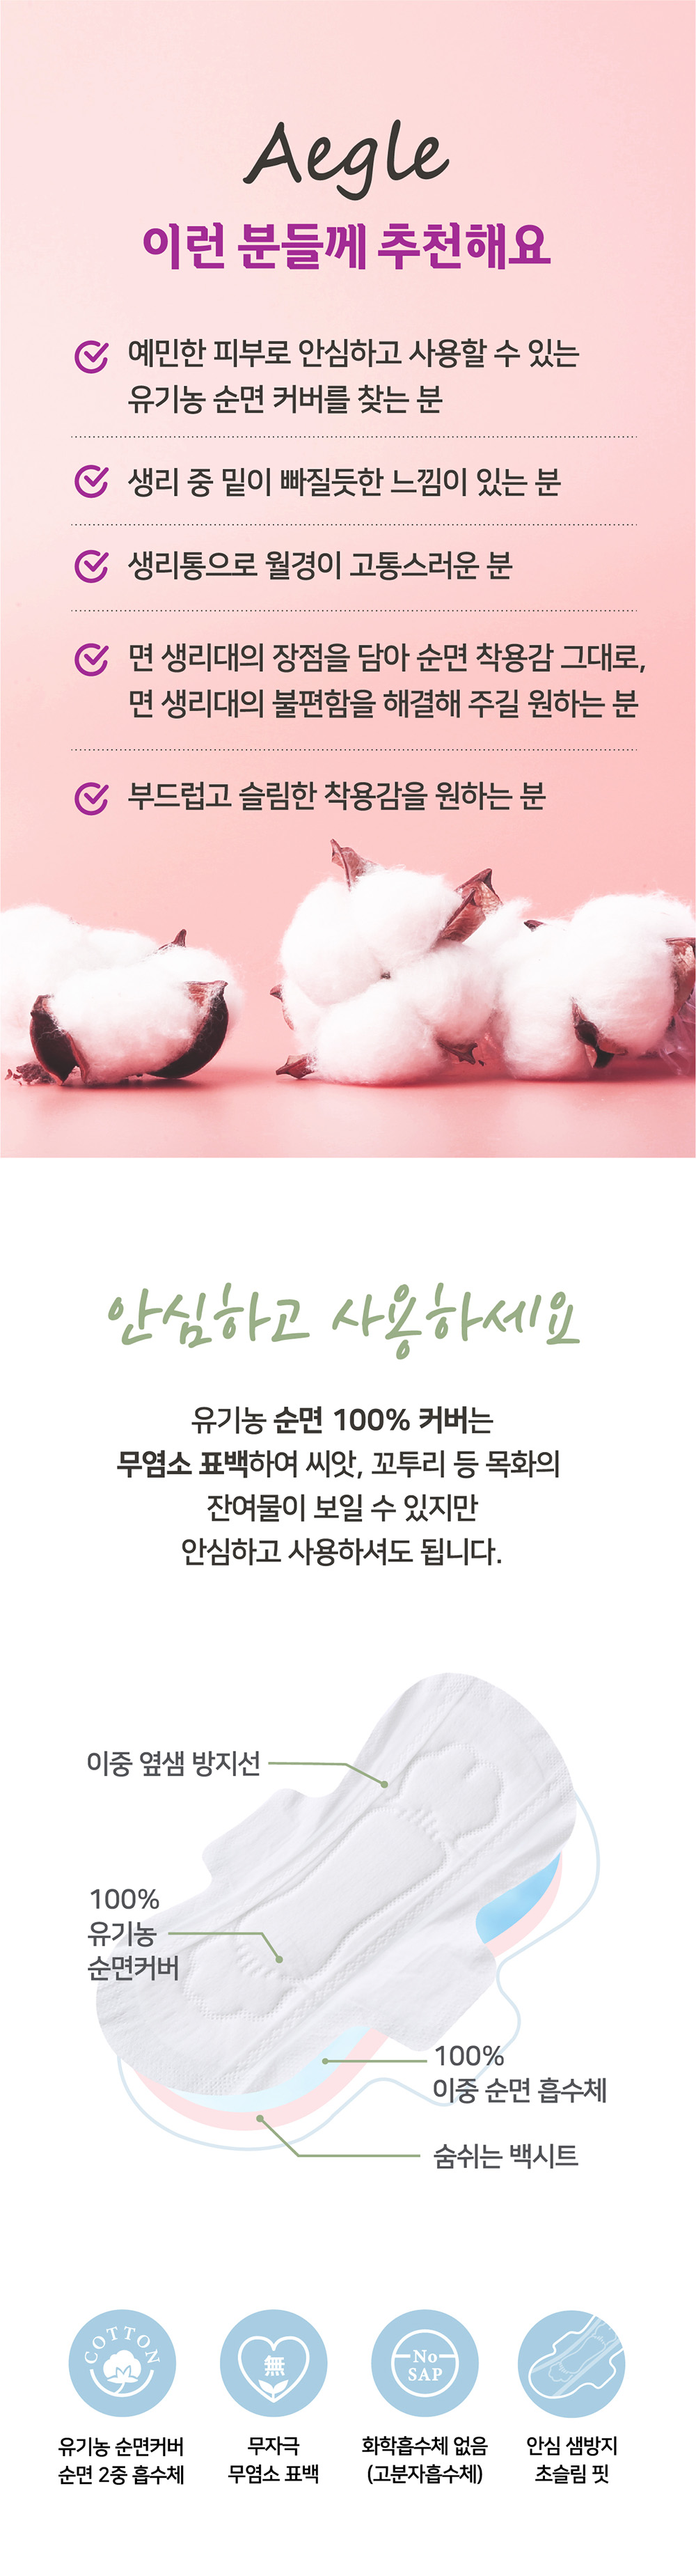 Aegle
이런 분들께 추천해요
예민한 피부로 안심하고 사용할 수 있는
유기농 순면 커버를 찾는 분
생리 중 밑이 빠질듯한 느낌이 있는 분
생리통으로 월경이 고통스러운 분
면 생리대의 장점을 담아 순면 착용감 그대로,
면 생리대의 불편함을 해결해 주길 원하는 분
부드럽고 슬림한 착용감을 원하는 분
안심하고 사용하세요
유기농 순면 100% 커버는
무염소 표백하여 씨앗, 꼬투리 등 목화의
잔여물이 보일 수 있지만
안심하고 사용하셔도 됩니다.
이중 옆샘 방지선
100%
유기농
순면커버
100%
이중 순면 흡수체
숨쉬는 백시트
COTTON
無
No
SAP
유기농 순면커버
순면 2중 흡수체
무자극
무염소 표백
화학흡수체 없음
(고분자흡수체)
안심 샘방지
초슬림 핏